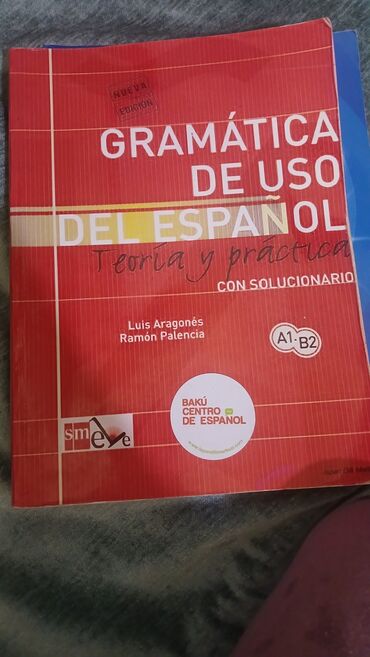 NUEVA
EDICIÓN
GRAMÁTICA
DE USO
DEL ESPAÑOL
Teoría y práctica
CON SOLUCIONARIO
Luis Aragonés
Ramón Palencia
A1-B2
BAKÚ
CENTRO
DE ESPAÑOL
sm
e e